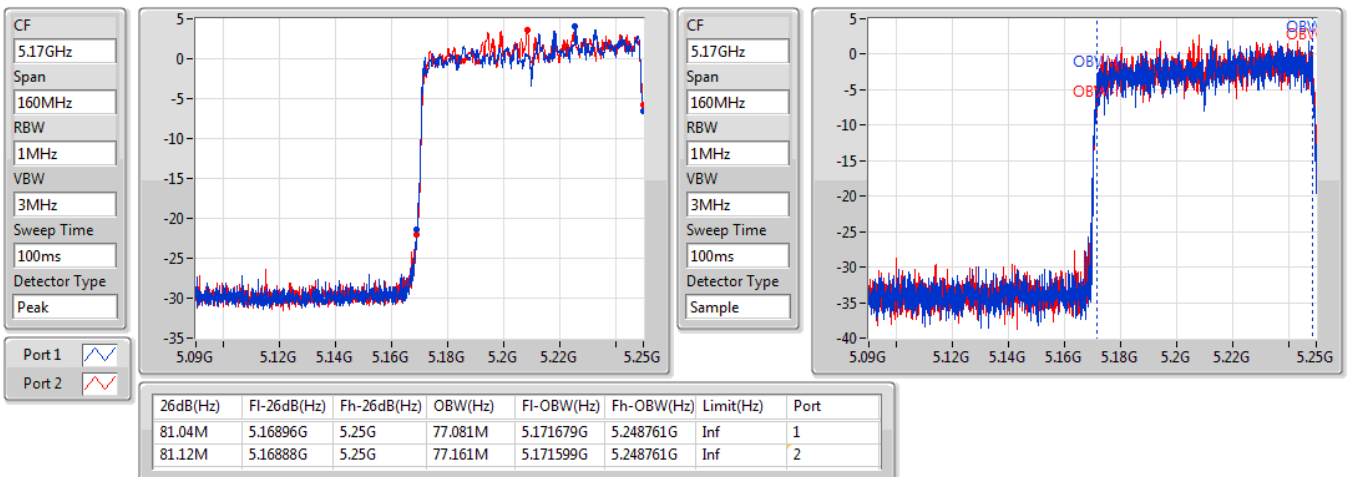 CF
5.17GHz
Span
160MHz
RBW
1MHz
VBW
3MHz
Sweep Time
100ms
Detector Type
Peak
Port 1
Port 2
5-
0-
-5-
-10-
-15-
-20-
-25-
-30-
-35-
5.09G 5.12G 5.14G 5.16G 5.18G 5.2G 5.22G 5.25G
CF
5.17GHz
Span
160MHz
RBW
1MHz
VBW
3MHz
Sweep Time
100ms
Detector Type
Sample
5-
0-
-5-
-10-
-15-
-20-
-25-
-30-
-35-
-40-
OBW
OBW
5.09G 5.12G 5.14G 5.16G 5.18G 5.2G 5.22G 5.25G
26dB(Hz) Fl-26dB(Hz) Fh-26dB(Hz) OBW(Hz) Fl-OBW(Hz) Fh-OBW(Hz) Limit(Hz) Port
81.04M 5.16896G 5.25G 77.081M 5.171679G 5.248761G Inf 1
81.12M 5.16888G 5.25G 77.161M 5.171599G 5.248761G Inf 2